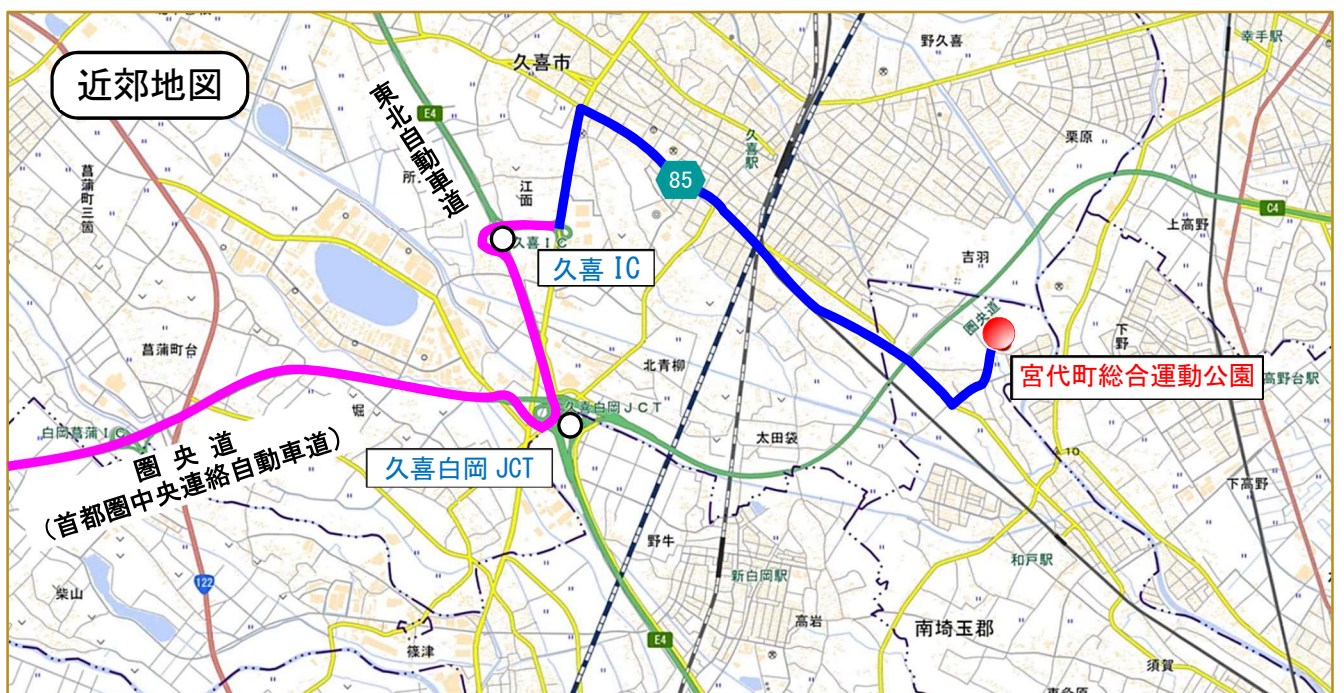 近郊地図
久喜市
野久喜
幸手駅
東北自動車道
E4
栗原
久喜駅
85
菖蒲町三箇
所
江面
C4
上高野
久喜IC
久喜 IC
吉羽
圏央道
下野
菖蒲町台
北青柳
宮代町総合運動公園
高野台駅
堀
久喜白岡JCT
白岡菖蒲IC
圏央道
(首都圏中央連絡自動車道)
久喜白岡 JCT
太田袋
下高野
122
野牛
新白岡駅
和戸駅
柴山
高岩
南埼玉郡
E4
篠津
須賀